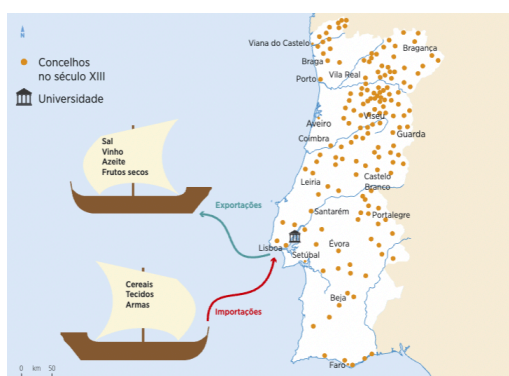 N
Concelhos
no século XIII
Universidade
Viana do Castelo
Bragança
Braga
Vila Real
Porto
Aveiro
Viseu
Coimbra
Guarda
Sal
Vinho
Azeite
Frutos secos
Leiria
Castelo
Branco
Exportações
Santarém
Portalegre
Lisboa
Évora
Setúbal
Cereais
Tecidos
Armas
Importações
Beja
Faro
0 km 50